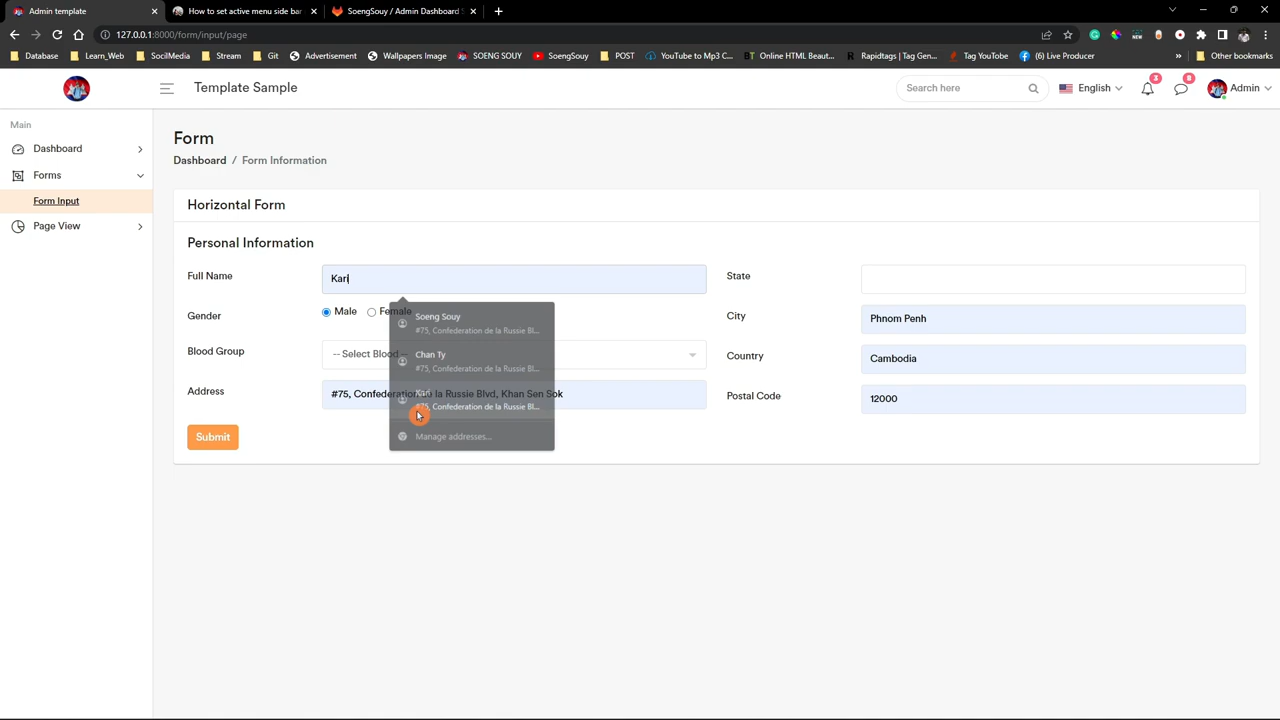 Admin template
How to set active menu side bar
SoengSouy / Admin Dashboard
127.0.0.1:8000/form/input/page
Database
Learn_Web
SocilMedia
Stream
Git
Advertisement
Wallpapers Image
SOENG SOUY
SoengSouy
POST
YouTube to Mp3 C...
Online HTML Beaut...
Rapidtags | Tag Gen...
Tag YouTube
(6) Live Producer
»
Other Bookmarks
Template Sample
Search here
English
3
8
Admin
Main
Dashboard
Forms
Form Input
Page View
Form
Dashboard / Form Information
Horizontal Form
Personal Information
Full Name
Kari
State
Gender
Male
Female
City
Phnom Penh
Blood Group
-- Select Blood --
Country
Cambodia
Address
#75, Confederation de la Russie Blvd, Khan Sen Sok
Postal Code
12000
Submit
Soeng Souy
#75, Confederation de la Russie Bl...
Chan Ty
#75, Confederation de la Russie Bl...
Kari
#75, Confederation de la Russie Bl...
Manage addresses...